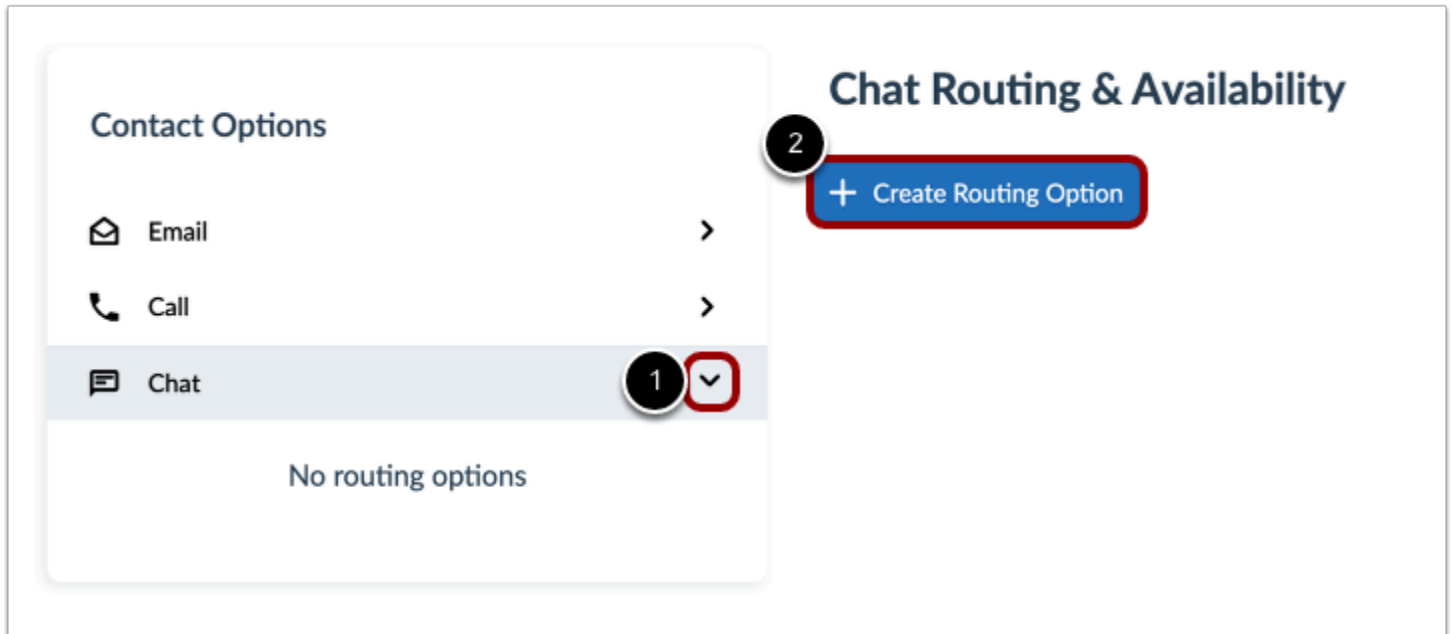 Contact Options
Email
Call
Chat
1
No routing options
Chat Routing & Availability
2
+ Create Routing Option